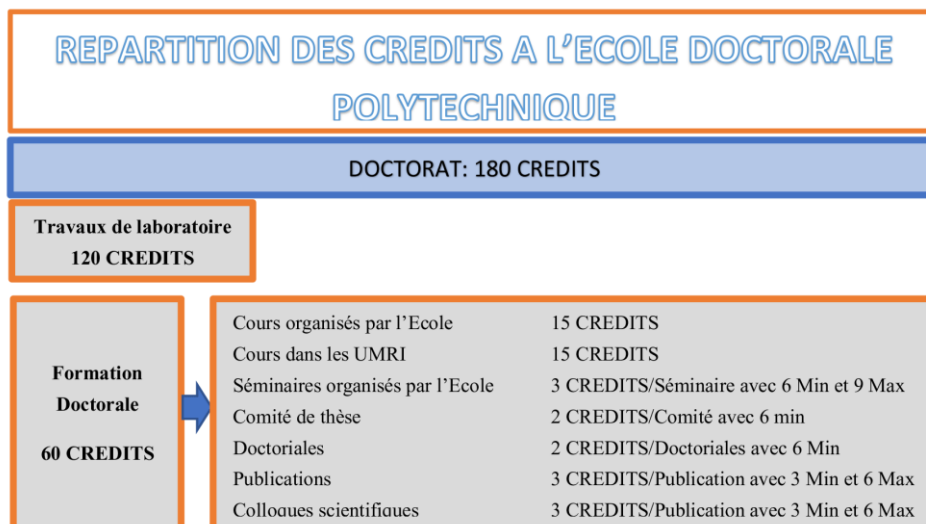 REPARTITION DES CREDITS A L'ECOLE DOCTORALE
POLYTECHNIQUE
DOCTORAT: 180 CREDITS
Travaux de laboratoire
120 CREDITS
Formation
Doctorale
60 CREDITS
Cours organisés par l'Ecole 15 CREDITS
Cours dans les UMRI 15 CREDITS
Séminaires organisés par l'Ecole 3 CREDITS/Séminaire avec 6 Min et 9 Max
Comité de thèse 2 CREDITS/Comité avec 6 min
Doctoriales 2 CREDITS/Doctoriales avec 6 Min
Publications 3 CREDITS/Publication avec 3 Min et 6 Max
Colloques scientifiques 3 CREDITS/Publication avec 3 Min et 6 Max